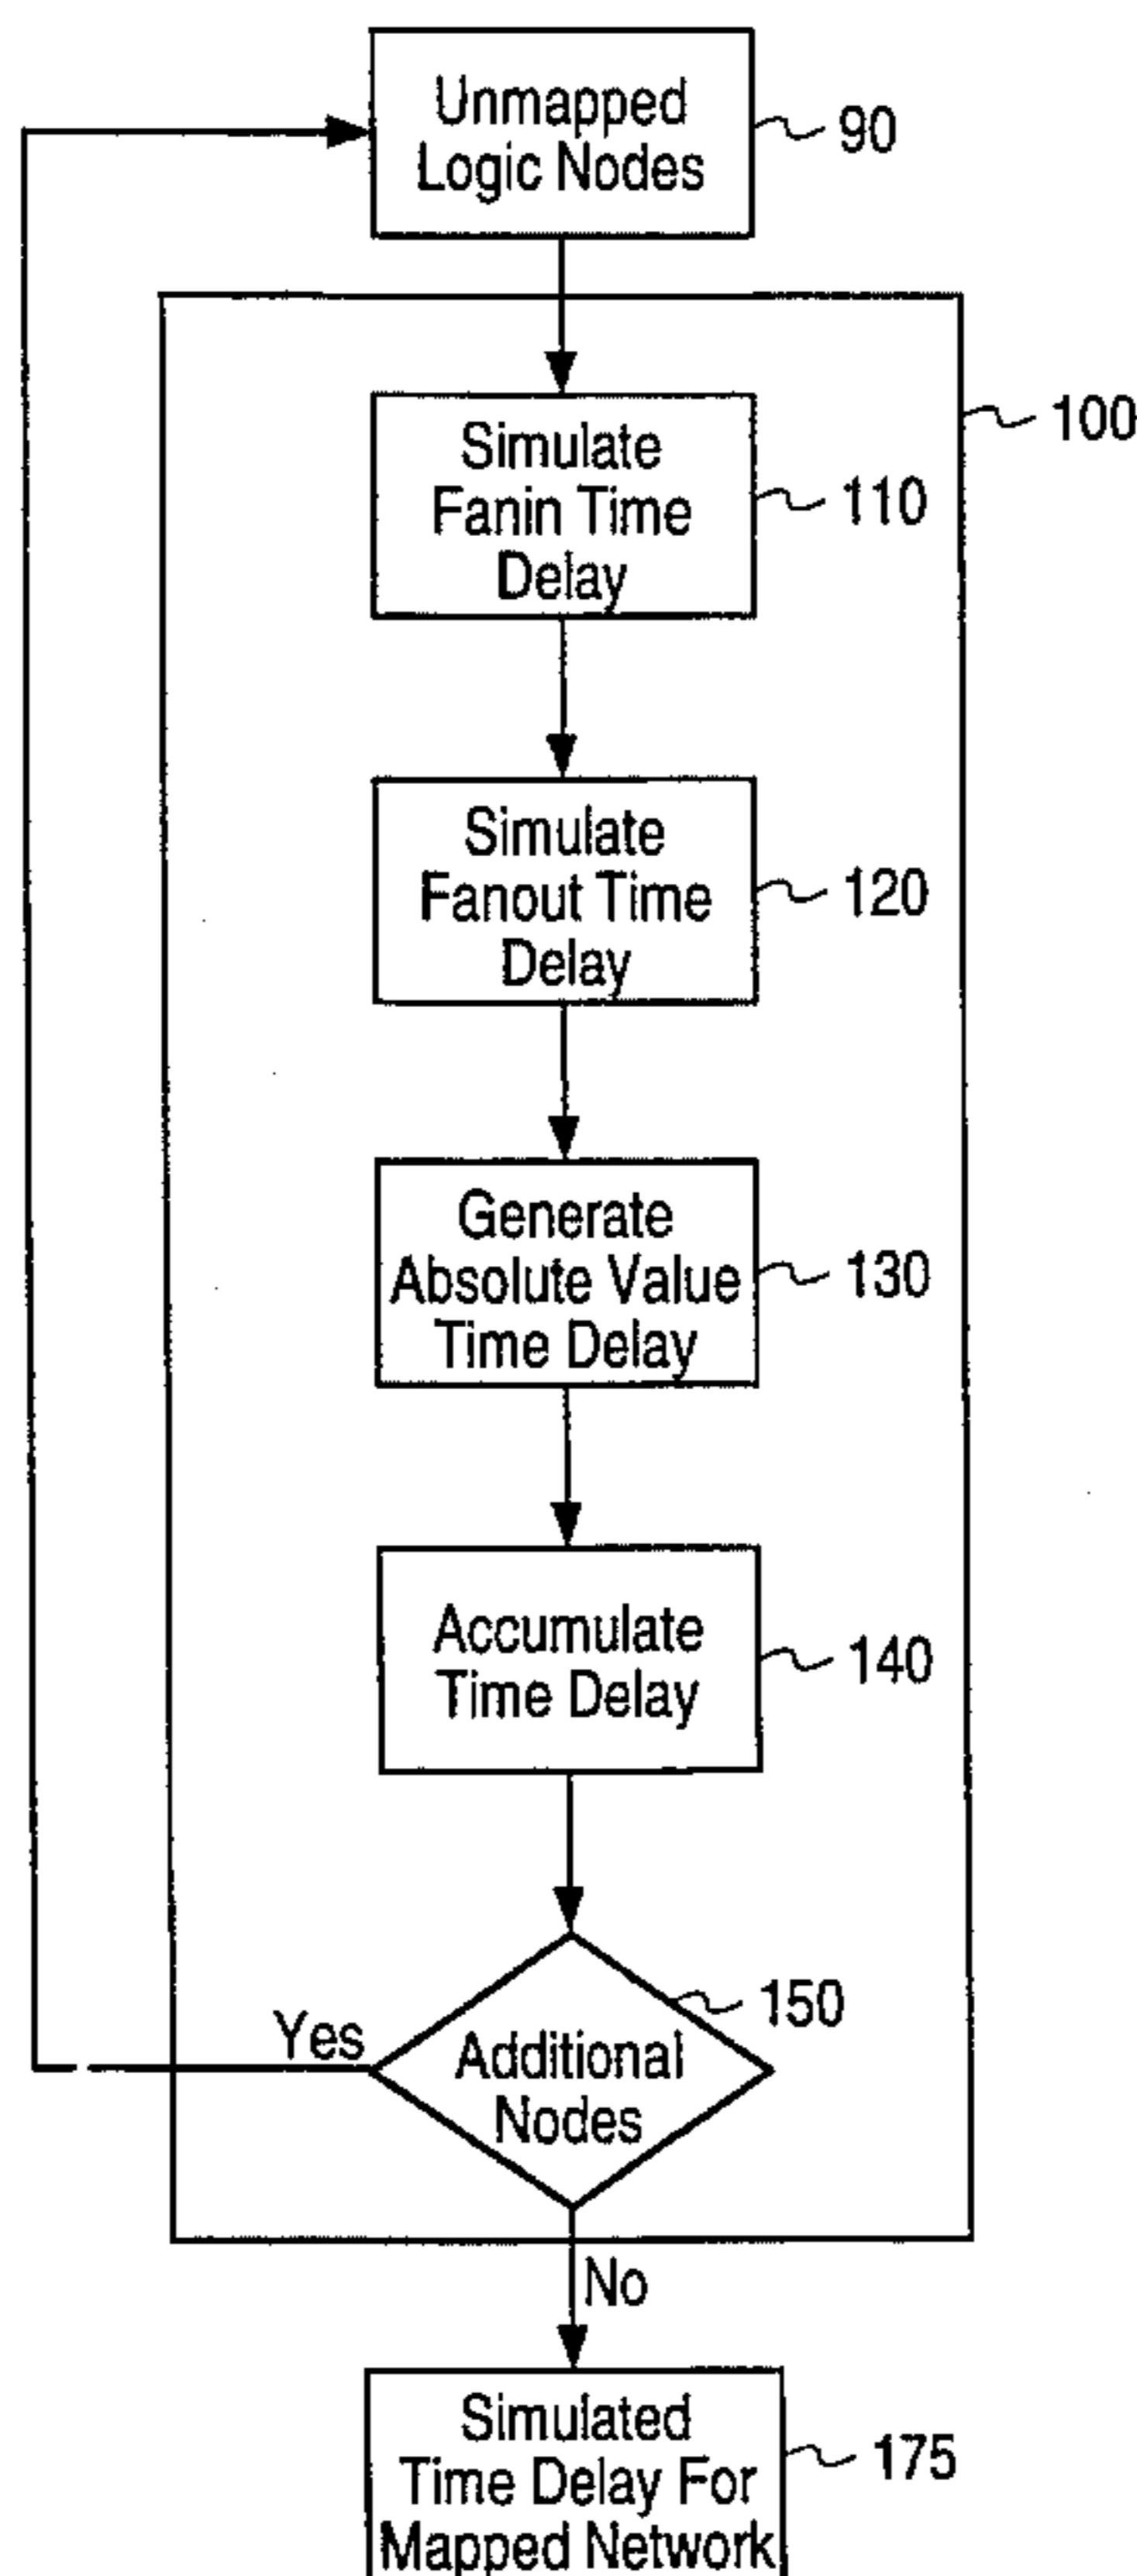 Unmapped
Logic Nodes
90
100
Simulate
Fanin Time
Delay
110
Simulate
Fanout Time
Delay
120
Generate
Absolute Value
Time Delay
130
Accumulate
Time Delay
140
150
Yes
Additional
Nodes
No
Simulated
Time Delay For
Mapped Network
175